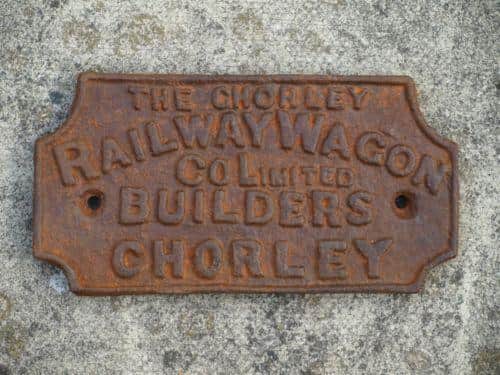 THE CHORLEY
RAILWAY WAGON
CO LIMITED
BUILDERS
CHORLEY